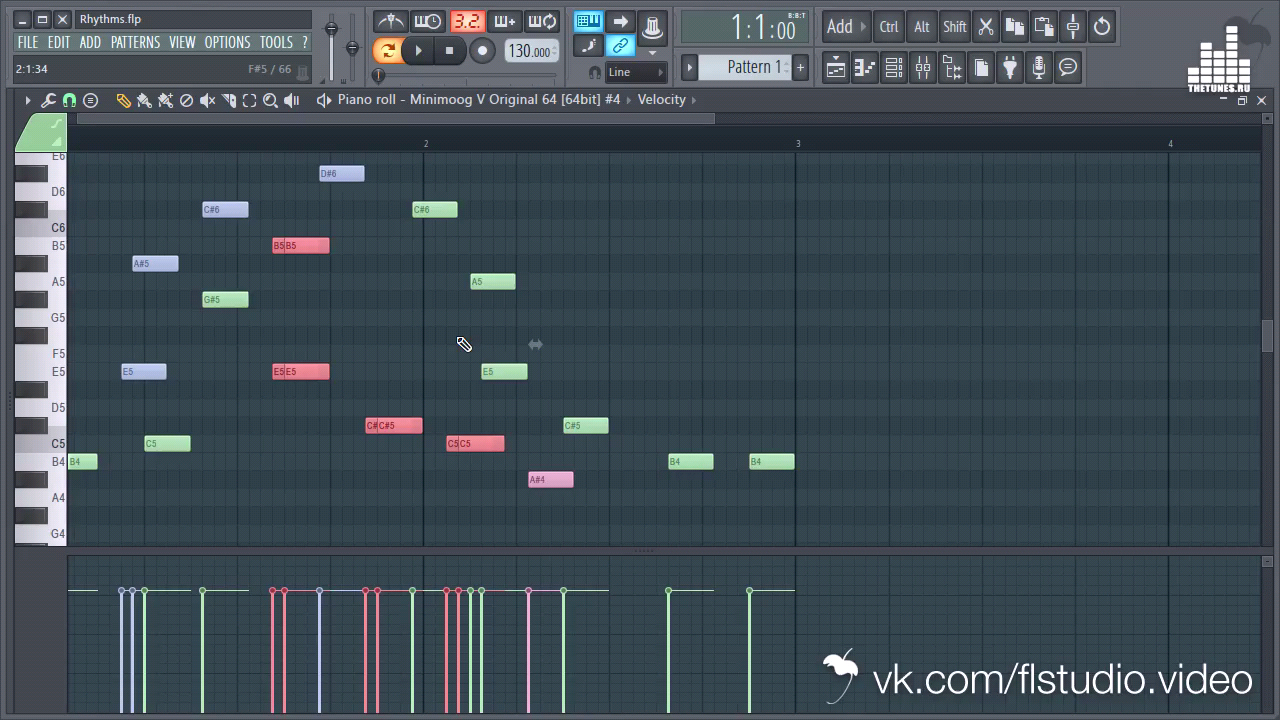 Rhythms.flp
FILE EDIT ADD PATTERNS VIEW OPTIONS TOOLS ?
2:1:34 F#5 / 66
3.2.
130.000
Line
1:1:00
B:B:T
Pattern 1
Add Ctrl Alt Shift
THETUNES.RU
Piano roll - Minimoog V Original 64 [64bit] #4 Velocity
2 3 4
E6
D#6
D6
C#6 C#6
C6
B5 B5 B5
A#5
A5 A5
G#5
G5
F5
E5 E5 E5 E5 E5
D5
C# C#5 C#5
C5 C5 C5 C5
B4 B4 B4 B4
A#4
A4
G4
vk.com/flstudio.video